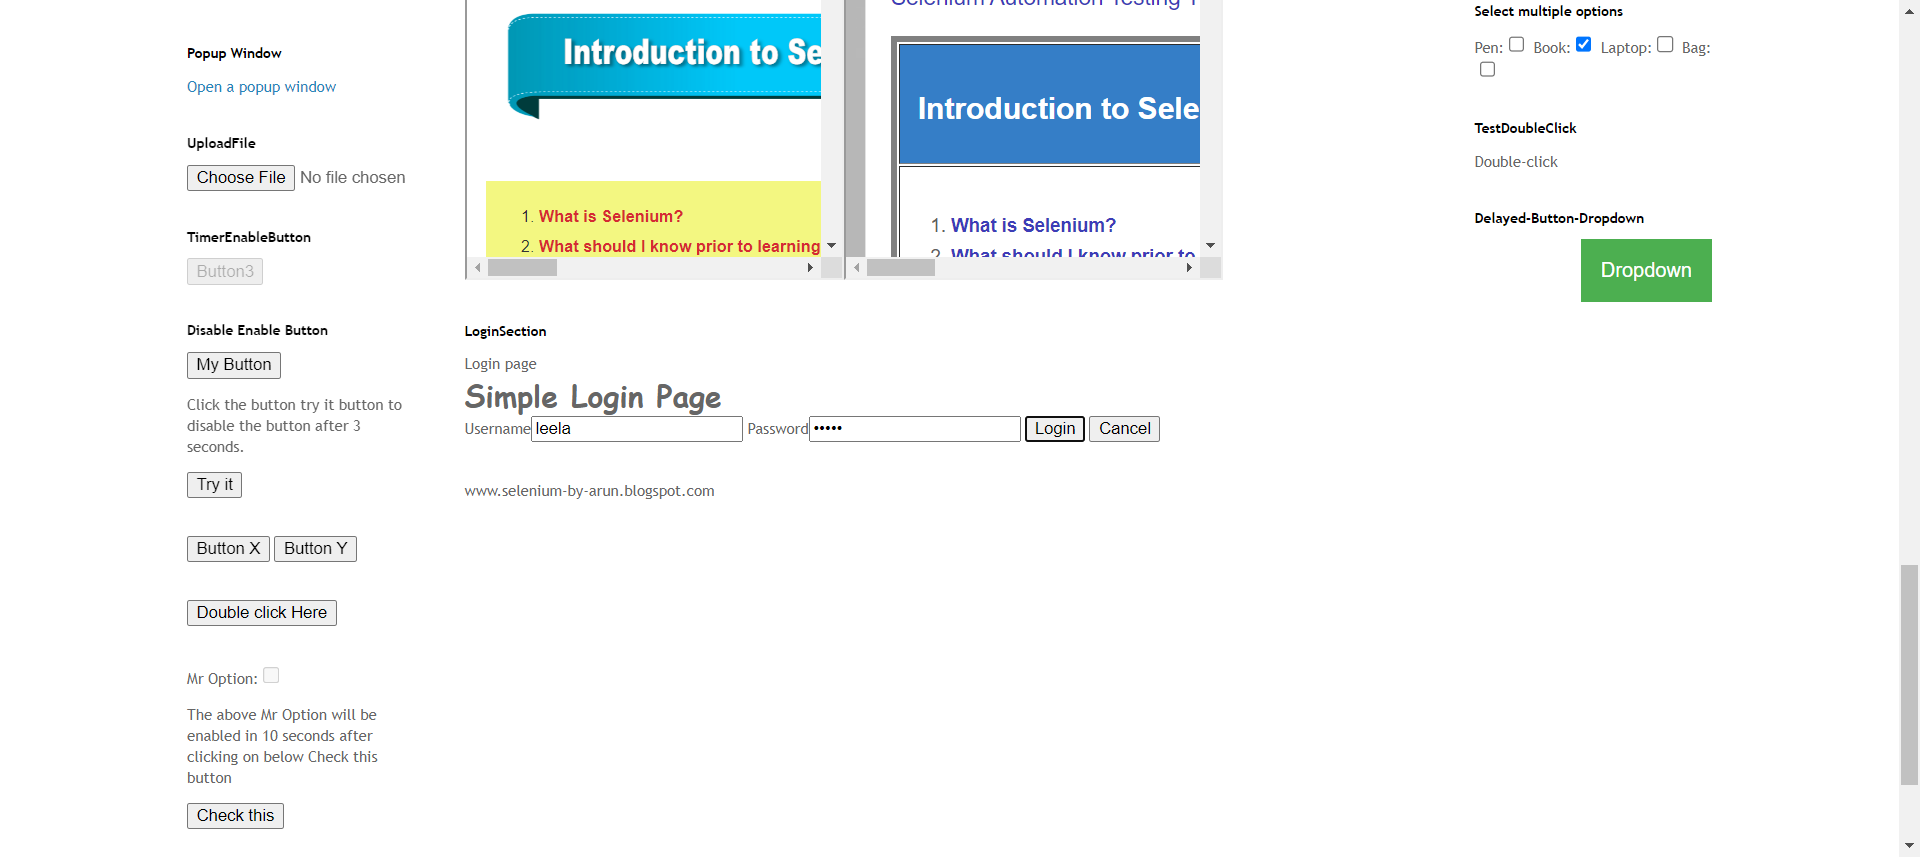 Popup Window
Open a popup window
UploadFile
Choose File No file chosen
TimerEnableButton
Button3
Disable Enable Button
My Button
Click the button try it button to
disable the button after 3
seconds.
Try it
Button X Button Y
Double click Here
Mr Option:
The above Mr Option will be
enabled in 10 seconds after
clicking on below Check this
button
Check this
Introduction to Se
1. What is Selenium?
2. What should I know prior to learning
Selenium Automation Testing T
Introduction to Sele
1. What is Selenium?
2. What should I know prior to
LoginSection
Login page
Simple Login Page
Username leela Password ••••• Login Cancel
www.selenium-by-arun.blogspot.com
Select multiple options
Pen: Book: Laptop: Bag:
TestDoubleClick
Double-click
Delayed-Button-Dropdown
Dropdown